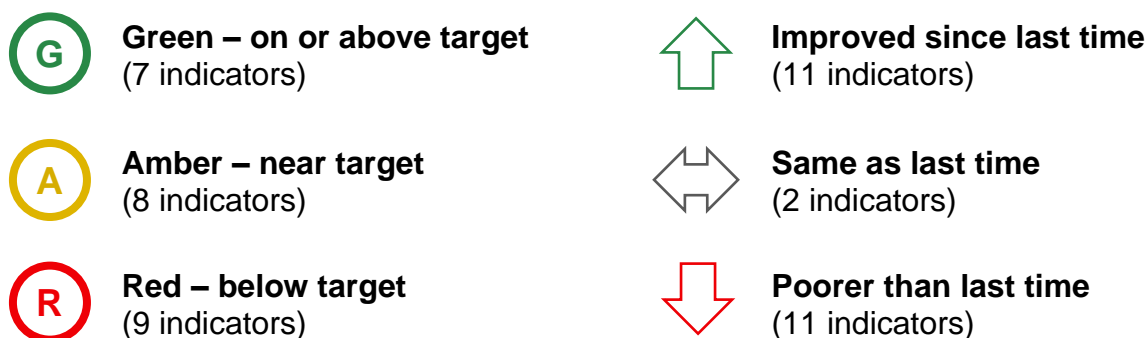 G
Green – on or above target
(7 indicators)
Improved since last time
(11 indicators)
A
Amber – near target
(8 indicators)
Same as last time
(2 indicators)
R
Red – below target
(9 indicators)
Poorer than last time
(11 indicators)